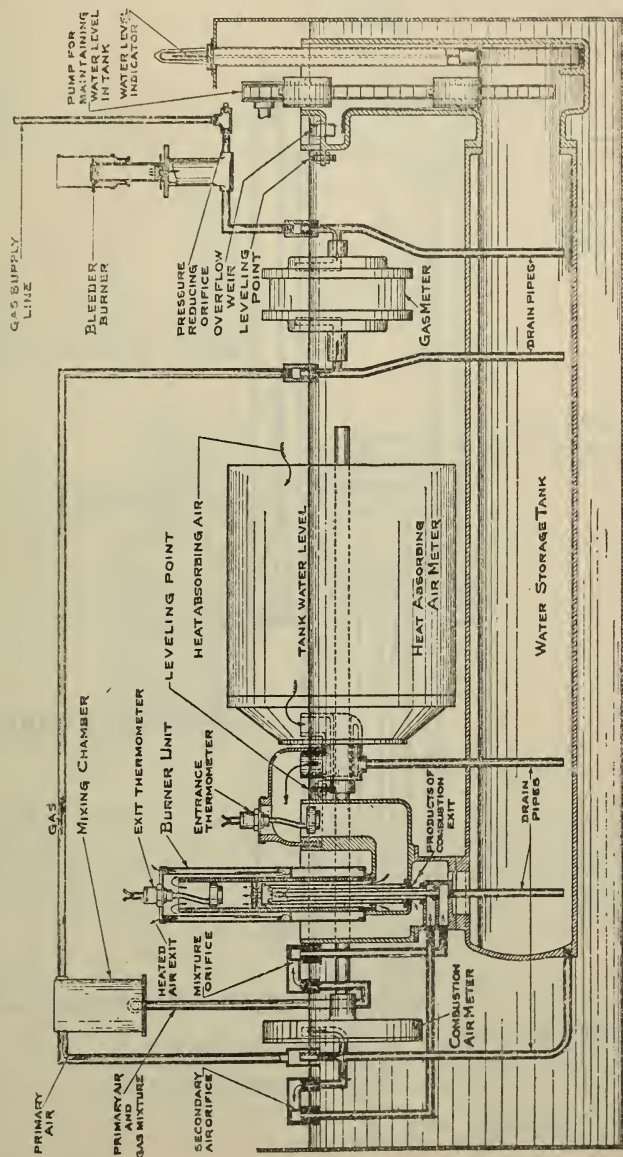 GAS SUPPLY
LINE
BLEEDER
BURNER
PUMP FOR
MAINTAINING
WATER LEVEL
IN TANK
WATER LEVEL
INDICATOR
PRESSURE
REDUCING
ORIFICE
OVERFLOW
WEIR
LEVELING
POINT
GAS METER
DRAIN PIPES
GAS
MIXING CHAMBER
EXIT THERMOMETER
BURNER UNIT
ENTRANCE
THERMOMETER
LEVELING POINT
HEAT ABSORBING AIR
TANK WATER LEVEL
HEAT ABSORBING
AIR METER
WATER STORAGE TANK
PRIMARY
AIR
PRIMARY AIR
AND
GAS MIXTURE
HEATED
AIR EXIT
MIXTURE
ORIFICE
SECONDARY
AIR ORIFICE
COMBUSTION
AIR METER
PRODUCTS OF
COMBUSTION
EXIT
DRAIN
PIPES